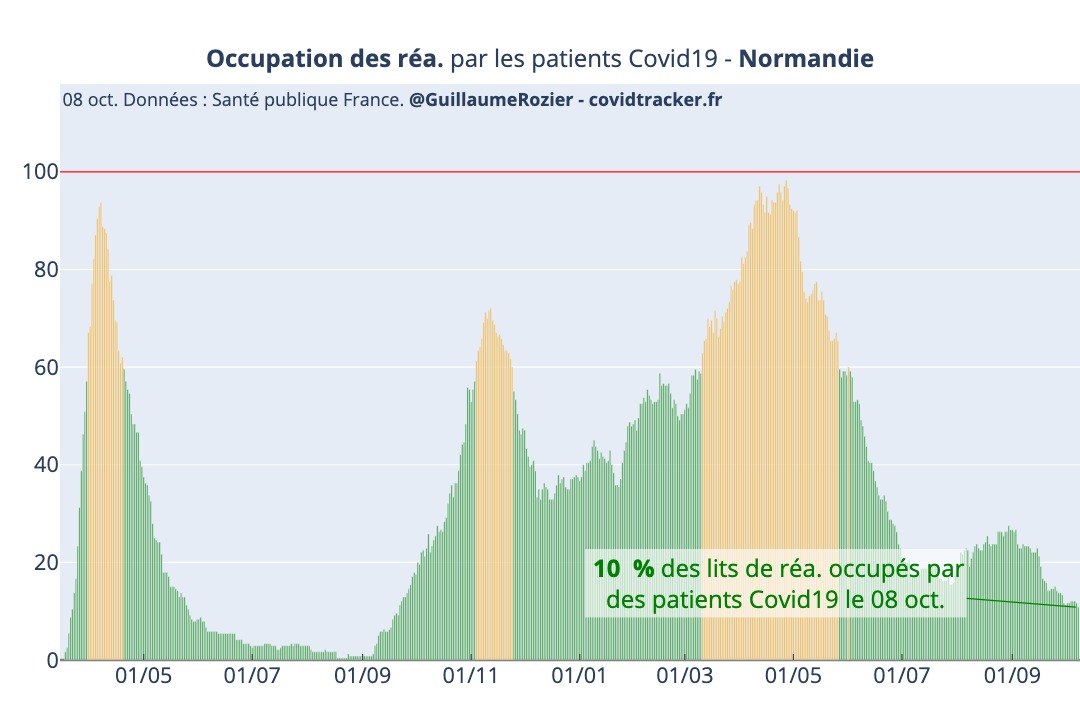 Occupation des réa. par les patients Covid19 - Normandie
08 oct. Données : Santé publique France. @GuillaumeRozier - covidtracker.fr
100
80
60
40
20
0
10 % des lits de réa. occupés par
des patients Covid19 le 08 oct.
01/05 01/07 01/09 01/11 01/01 01/03 01/05 01/07 01/09